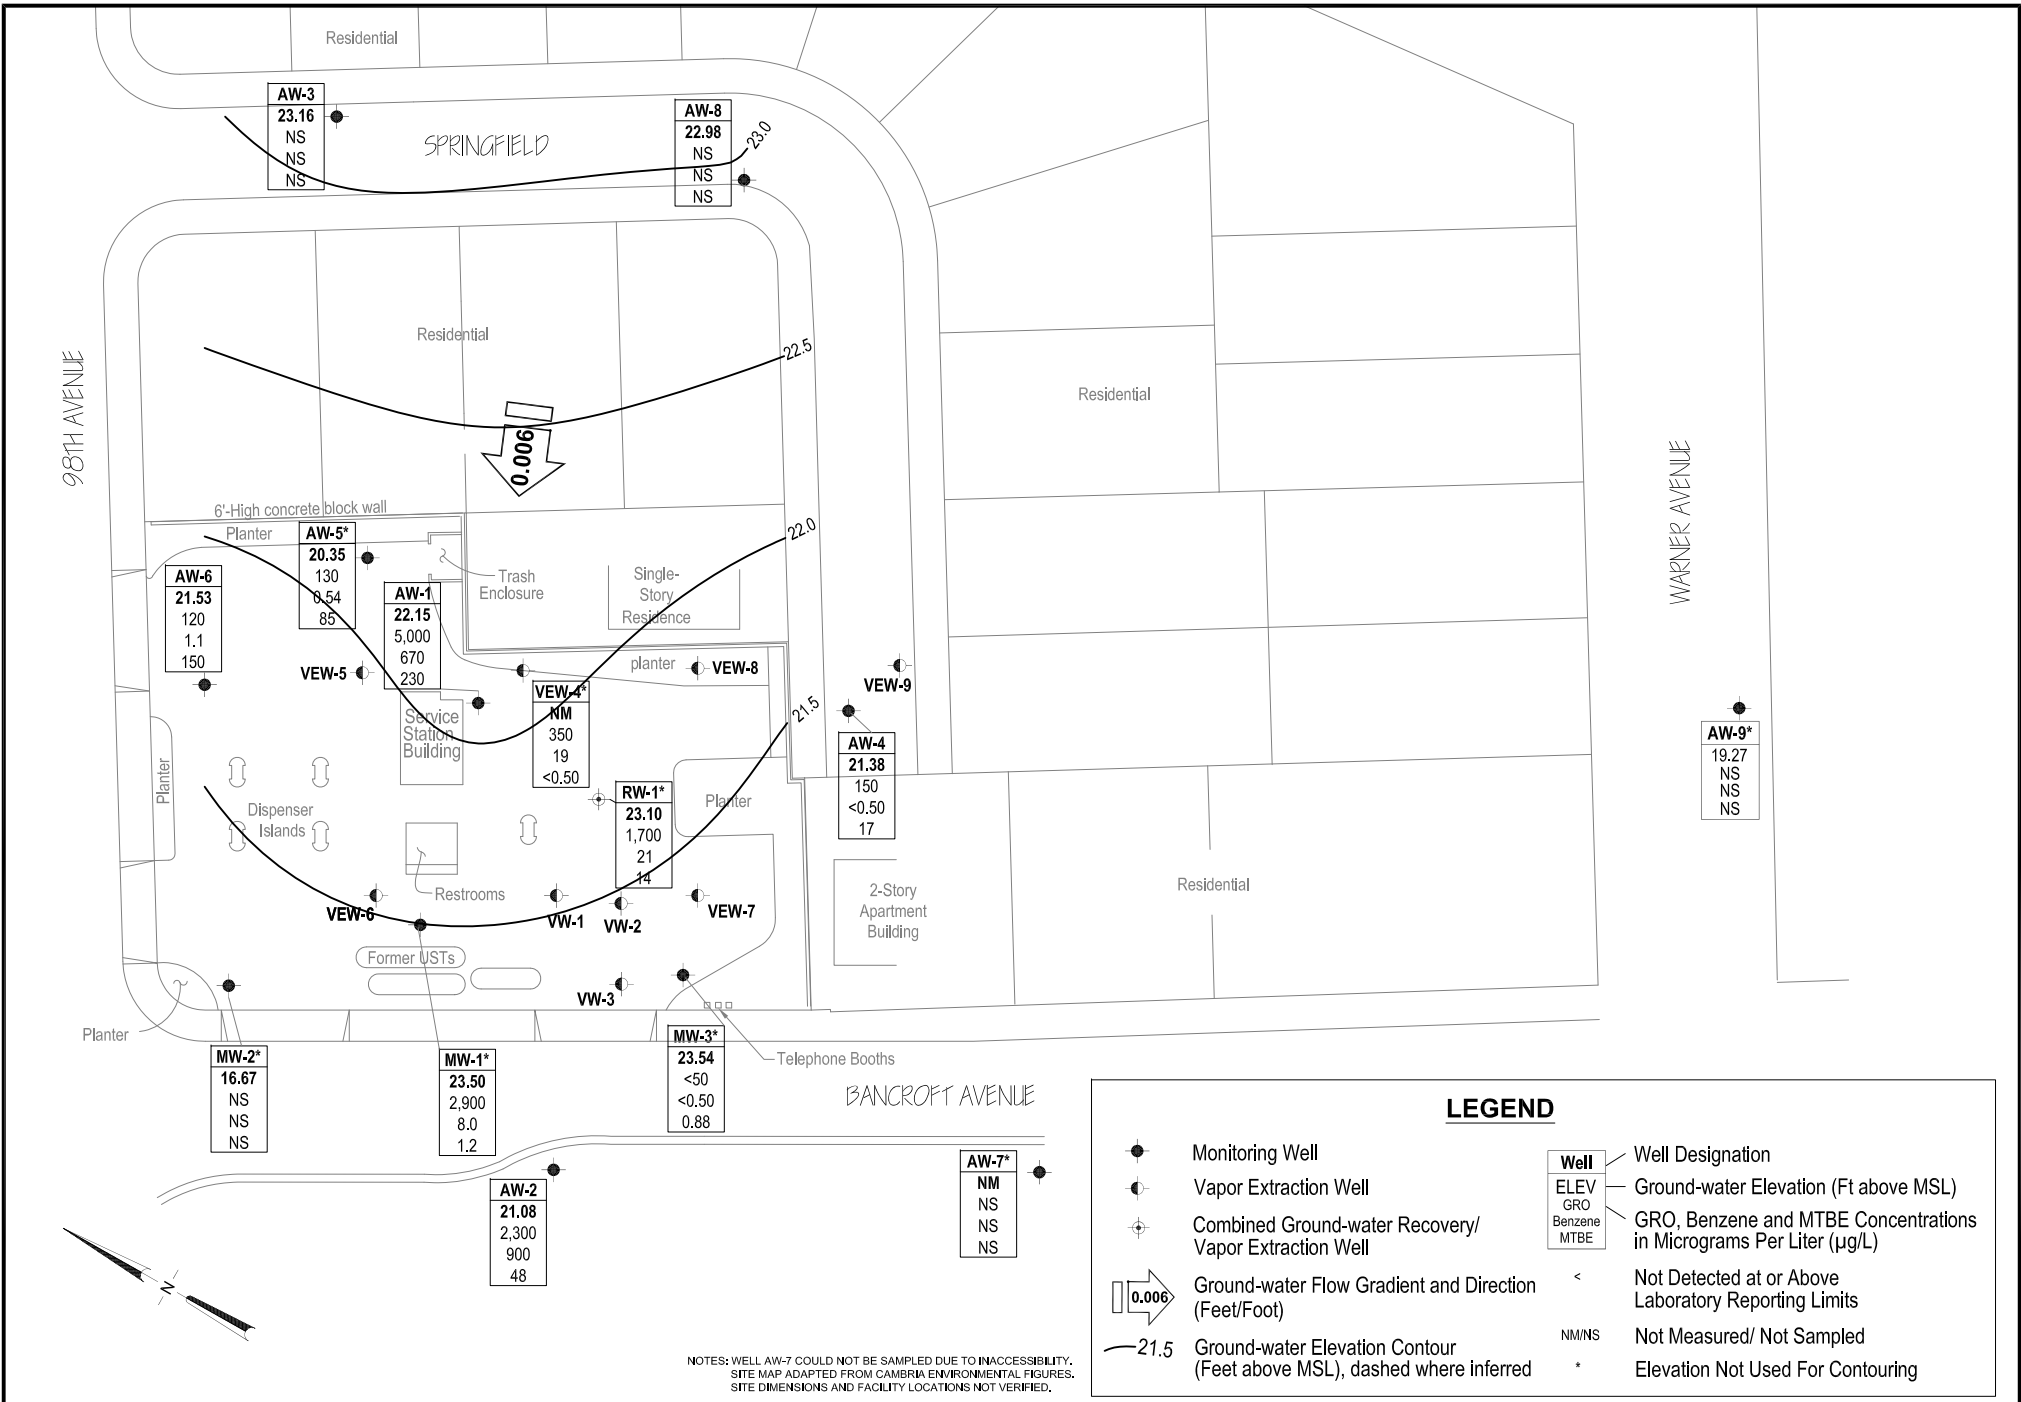 Residential
AW-3
23.16
NS
NS
NS
SPRINGFIELD
AW-8
22.98
NS
NS
NS
23.0
Residential
22.5
0.006
98TH AVENUE
Residential
WARNER AVENUE
6'-High concrete block wall
Planter
AW-5*
20.35
130
0.54
85
22.0
AW-6
21.53
120
1.1
150
AW-1
22.15
5,000
670
230
Trash
Enclosure
Single-
Story
Residence
VEW-5
planter
VEW-8
VEW-9
VEW-4*
NM
350
19
<0.50
Service
Station
Building
21.5
AW-4
21.38
150
<0.50
17
AW-9*
19.27
NS
NS
NS
Planter
Dispenser
Islands
RW-1*
23.10
1,700
21
14
Planter
Restrooms
VEW-6
VW-1
VW-2
VEW-7
2-Story
Apartment
Building
Residential
Former USTs
VW-3
Planter
MW-2*
16.67
NS
NS
NS
MW-1*
23.50
2,900
8.0
1.2
MW-3*
23.54
<50
<0.50
0.88
Telephone Booths
BANCROFT AVENUE
AW-2
21.08
2,300
900
48
AW-7*
NM
NS
NS
NS
N
LEGEND
Monitoring Well
Vapor Extraction Well
Combined Ground-water Recovery/
Vapor Extraction Well
0.006
Ground-water Flow Gradient and Direction
(Feet/Foot)
21.5
Ground-water Elevation Contour
(Feet above MSL), dashed where inferred
Well
ELEV
GRO
Benzene
MTBE
Well Designation
Ground-water Elevation (Ft above MSL)
GRO, Benzene and MTBE Concentrations
in Micrograms Per Liter (µg/L)
< Not Detected at or Above
Laboratory Reporting Limits
NM/NS Not Measured/ Not Sampled
* Elevation Not Used For Contouring
NOTES: WELL AW-7 COULD NOT BE SAMPLED DUE TO INACCESSIBILITY.
SITE MAP ADAPTED FROM CAMBRIA ENVIRONMENTAL FIGURES.
SITE DIMENSIONS AND FACILITY LOCATIONS NOT VERIFIED.